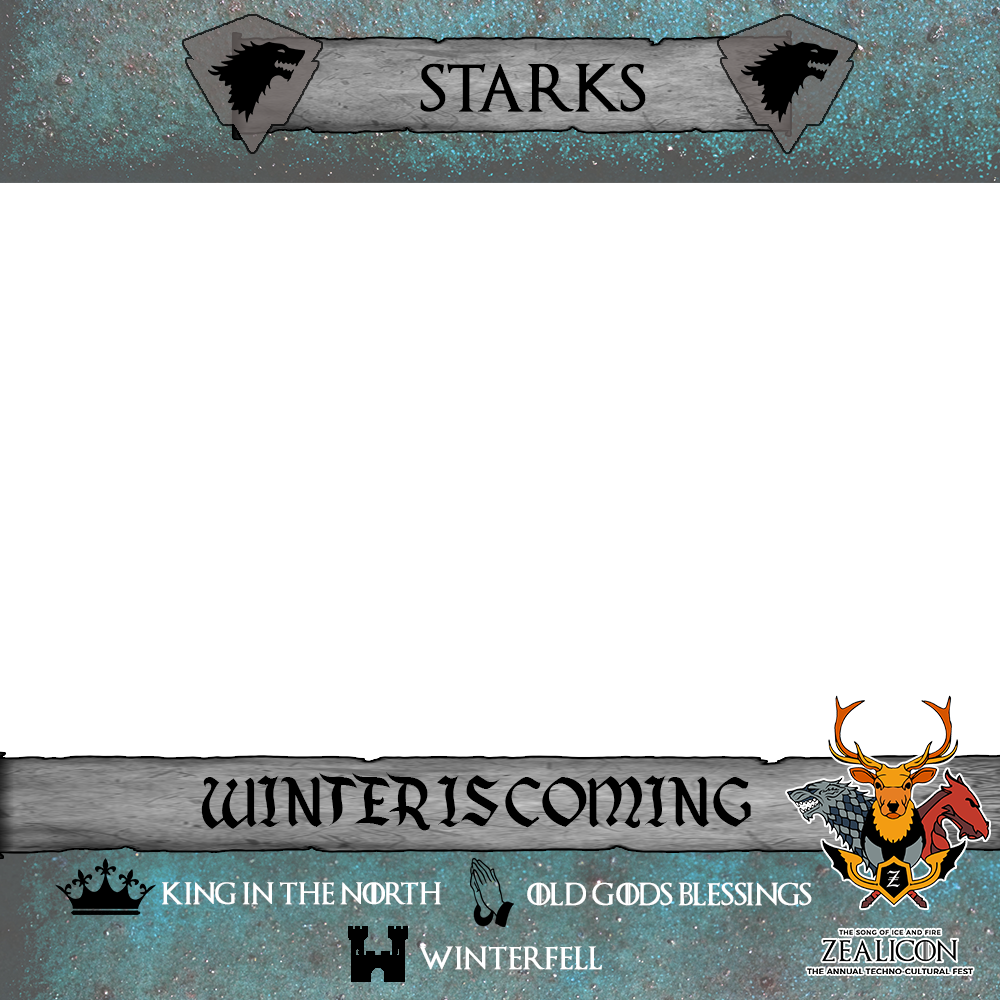 STARKS
WINTER IS COMING
KING IN THE NORTH
OLD GODS BLESSINGS
WINTERFELL
Z
THE SONG OF ICE AND FIRE
ZEALICON
THE ANNUAL TECHNO-CULTURAL FEST